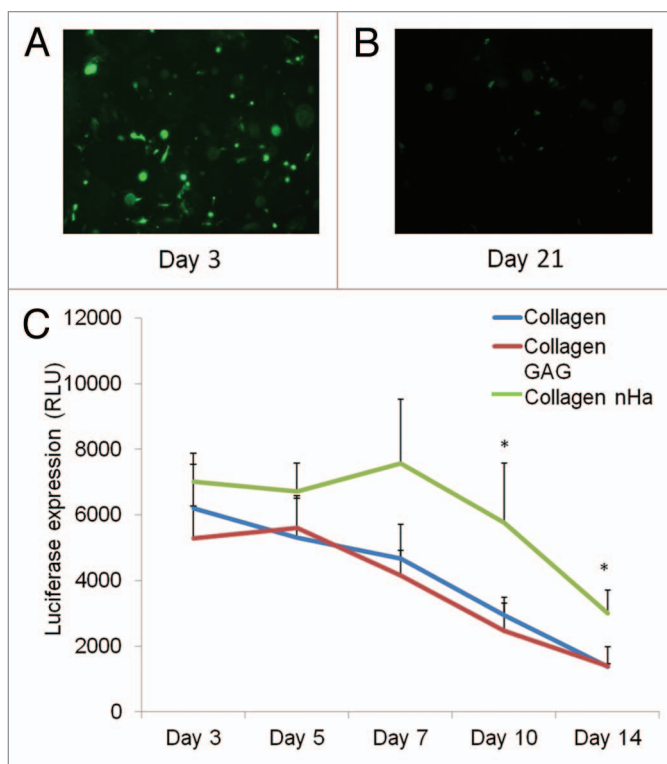 A
B
Day 3
Day 21
C
12000
10000
8000
6000
4000
2000
0
Luciferase expression (RLU)
Collagen
Collagen
GAG
Collagen nHa
*
*
Day 3 Day 5 Day 7 Day 10 Day 14